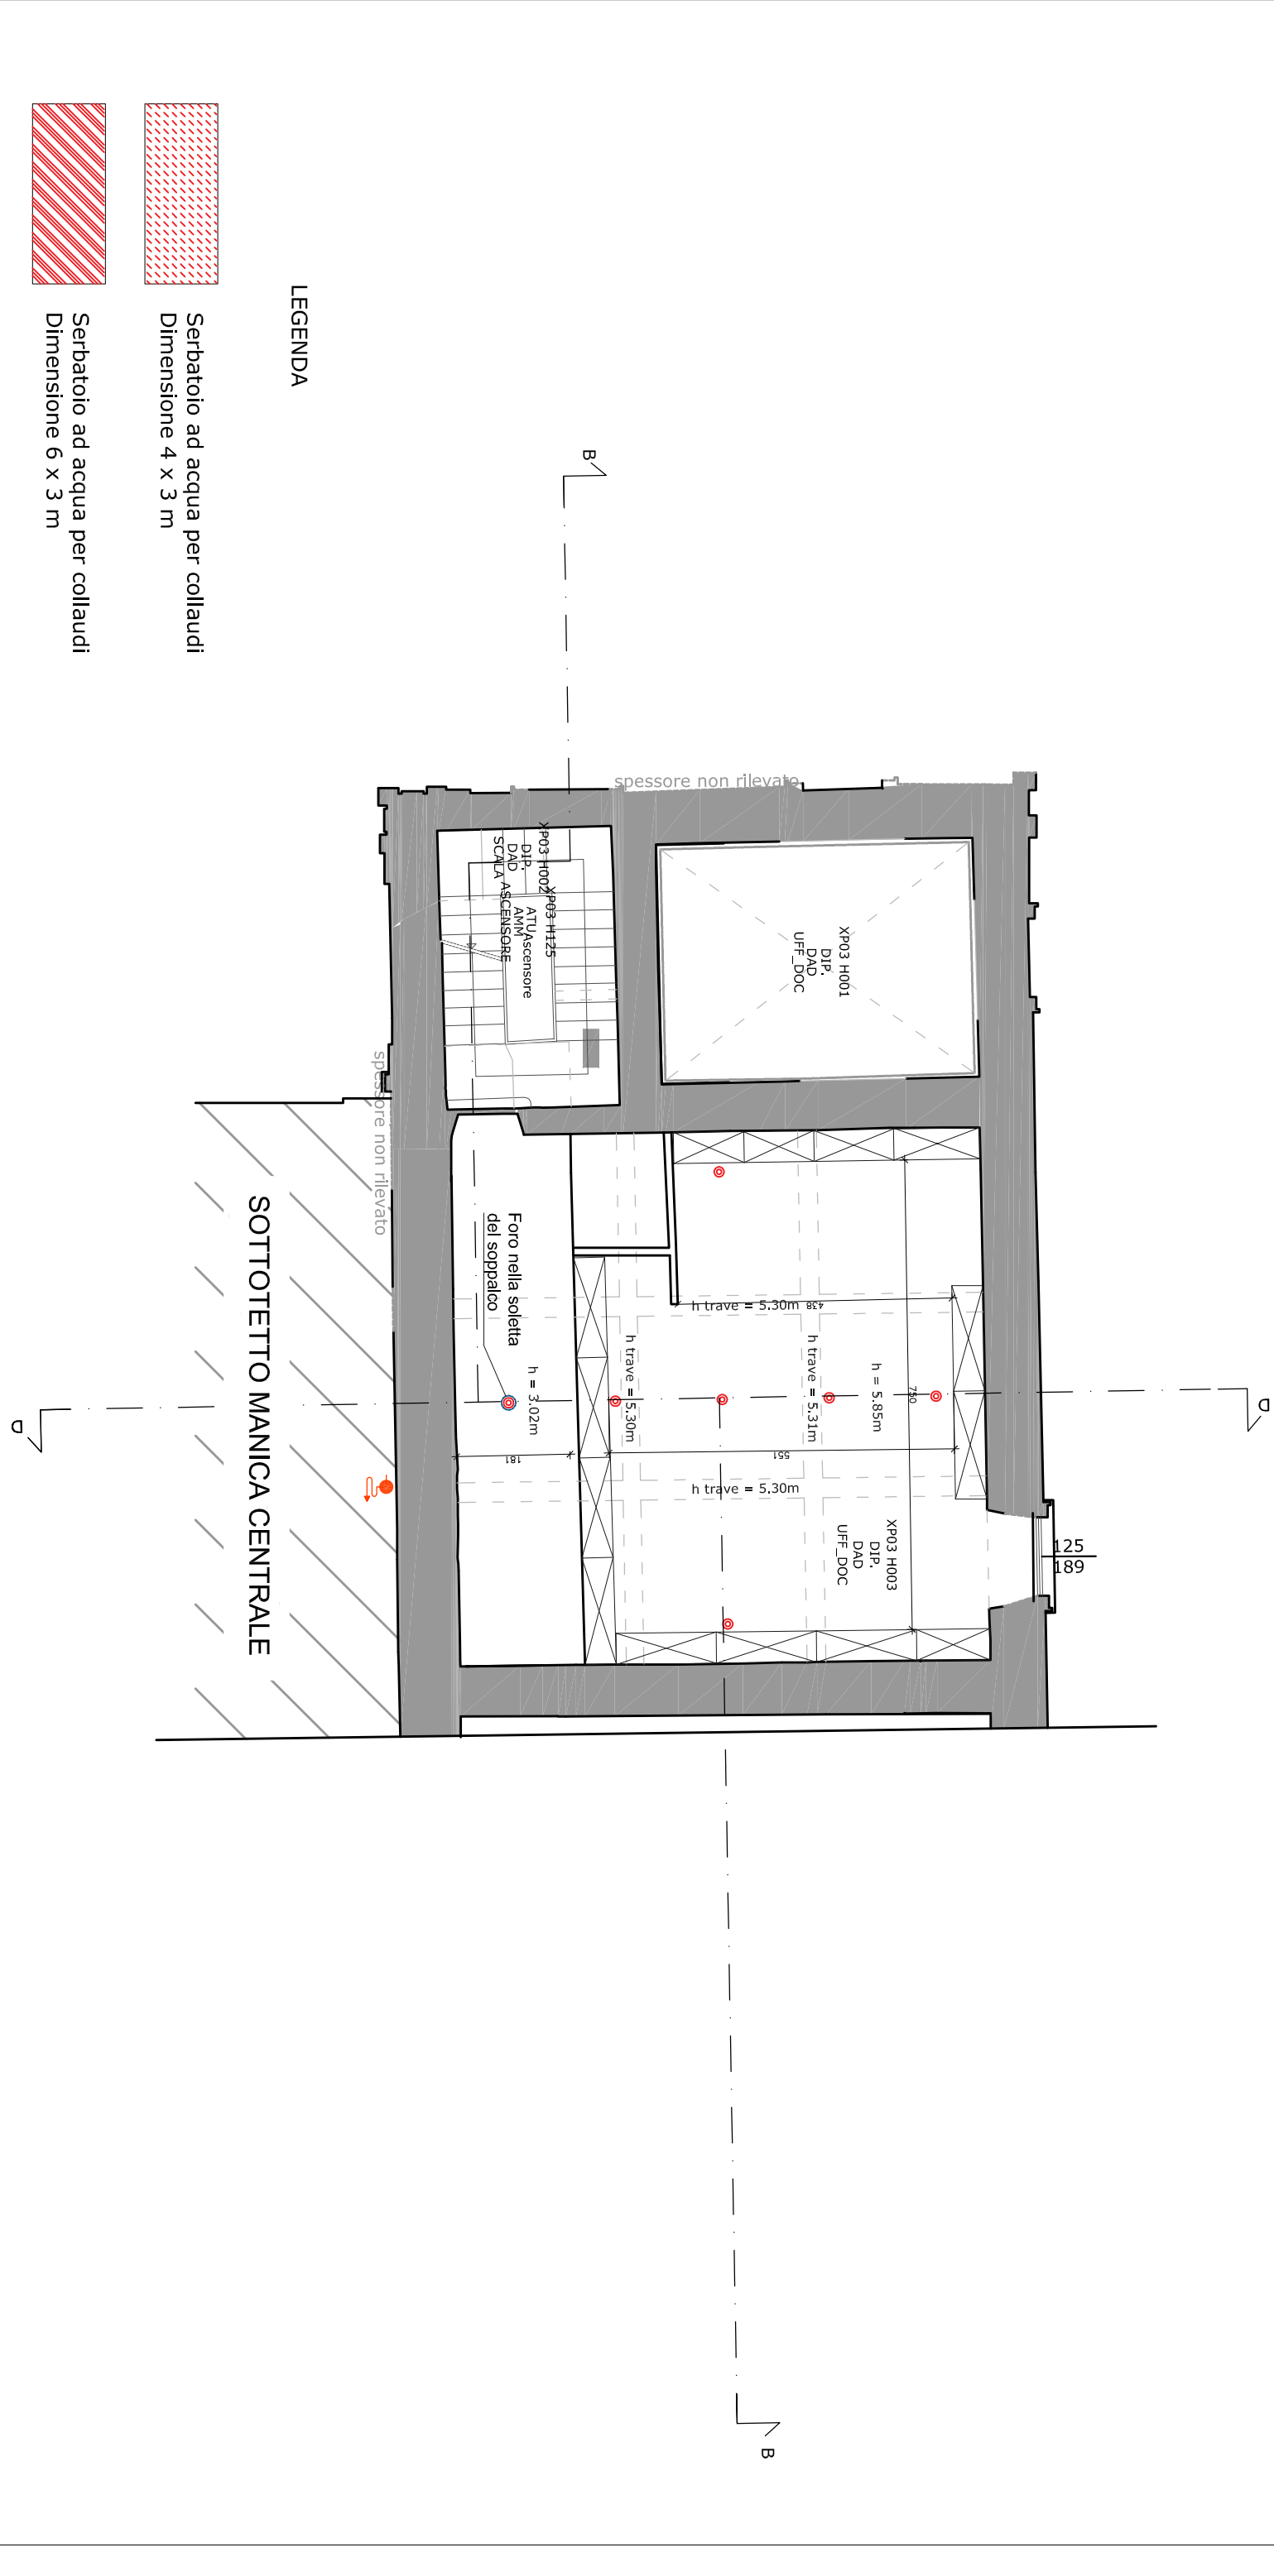 LEGENDA
Serbatoio ad acqua per collaudi
Dimensione 4 x 3 m
Serbatoio ad acqua per collaudi
Dimensione 6 x 3 m
B
spessore non rilevato
XP03 H002
DIP.
DAD
SCALA ASCENSORE
XP03 H125
ATU
AMM
Ascensore
XP03 H001
DIP.
DAD
UFF_DOC
spessore non rilevato
SOTTOTETTO MANICA CENTRALE
Foro nella soletta
del soppalco
h = 3.02m
h trave = 5.30m
438
h trave = 5.30m
h trave = 5.31m
h = 5.85m
750
181
551
h trave = 5.30m
XP03 H003
DIP.
DAD
UFF_DOC
125
189
D
D
B